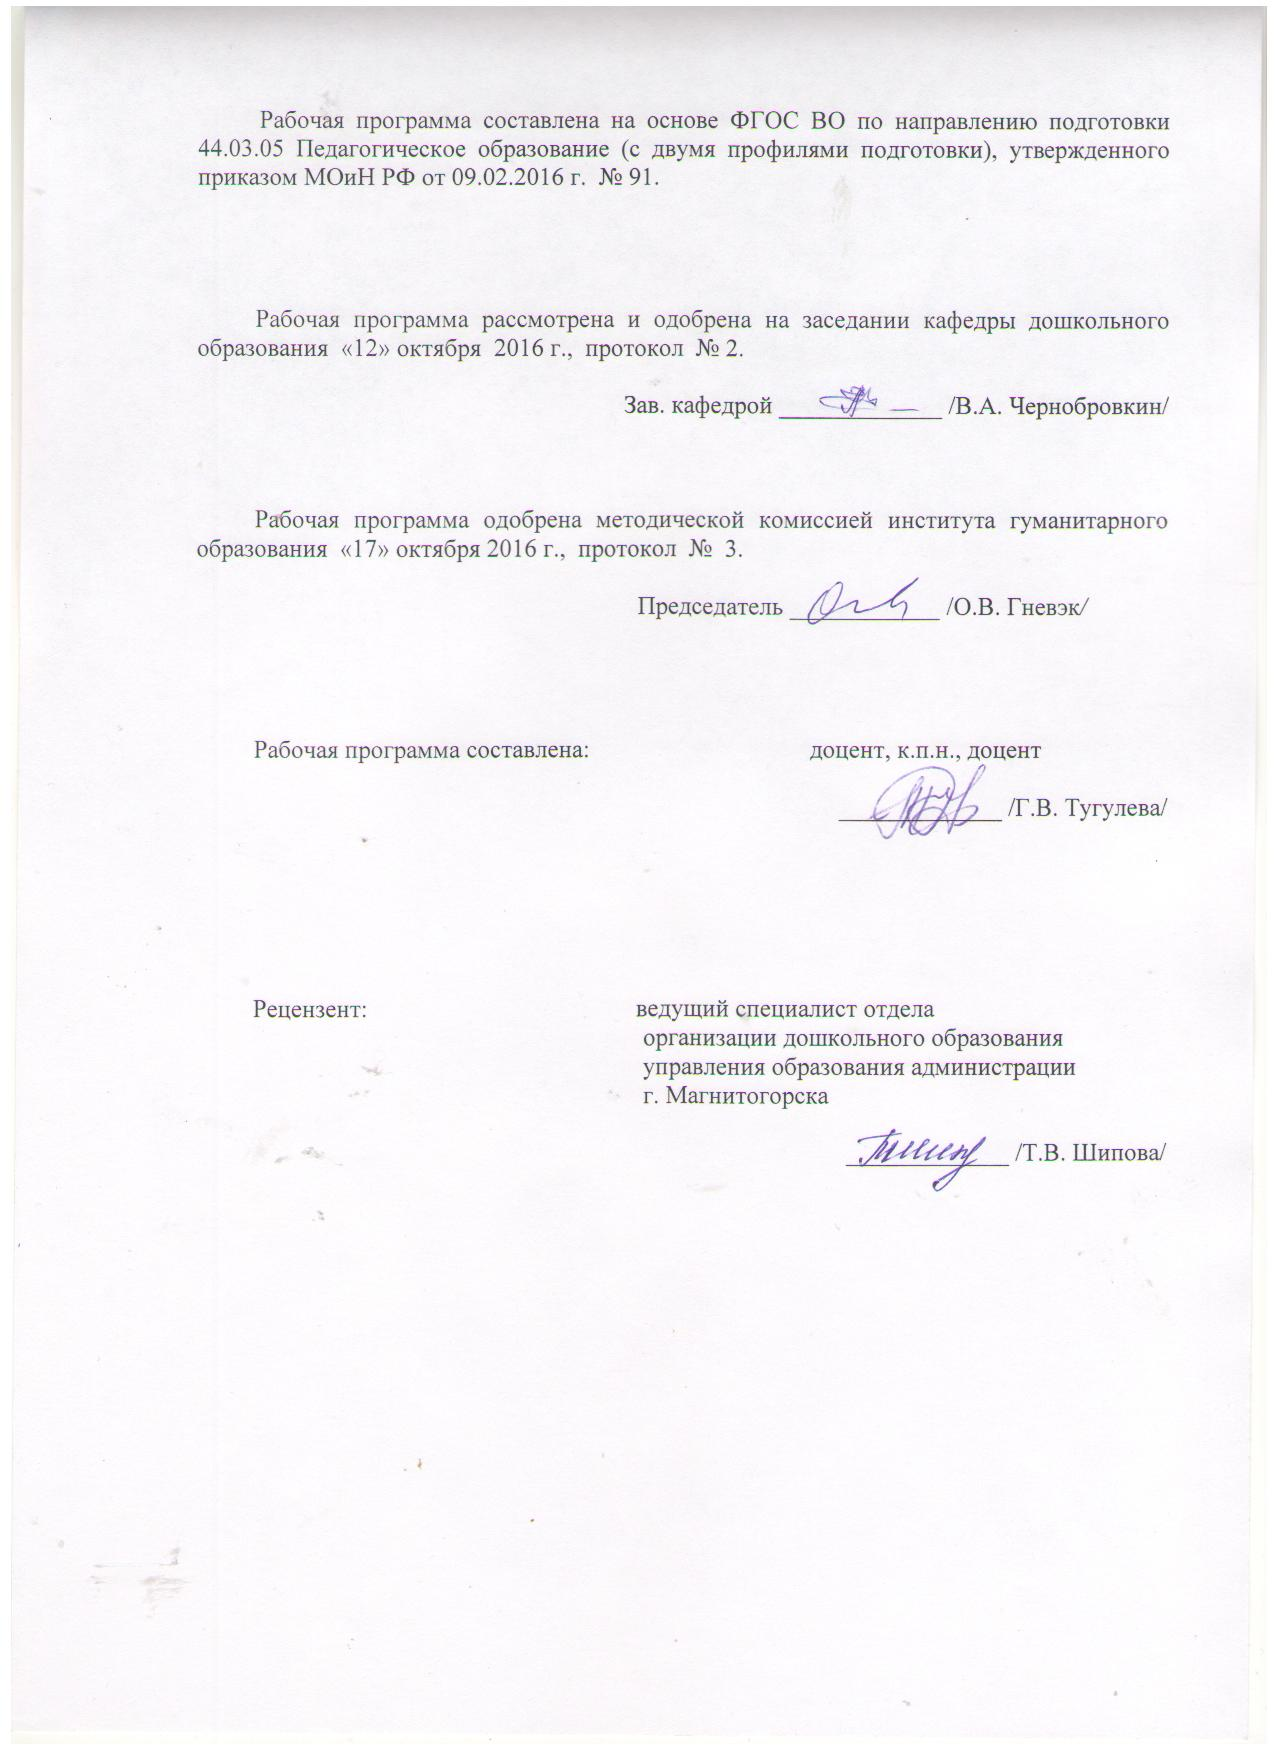 Рабочая программа составлена на основе ФГОС ВО по направлению подготовки
44.03.05 Педагогическое образование (с двумя профилями подготовки), утвержденного
приказом МОиН РФ от 09.02.2016 г. № 91.
Рабочая программа рассмотрена и одобрена на заседании кафедры дошкольного
образования «12» октября 2016 г., протокол № 2.
Зав. кафедрой _____________ /В.А. Чернобровкин/
Рабочая программа одобрена методической комиссией института гуманитарного
образования «17» октября 2016 г., протокол № 3.
Председатель ____________ /О.В. Гневэк/
Рабочая программа составлена: доцент, к.п.н., доцент
_____________ /Г.В. Тугулева/
Рецензент: ведущий специалист отдела
организации дошкольного образования
управления образования администрации
г. Магнитогорска
_____________ /Т.В. Шипова/